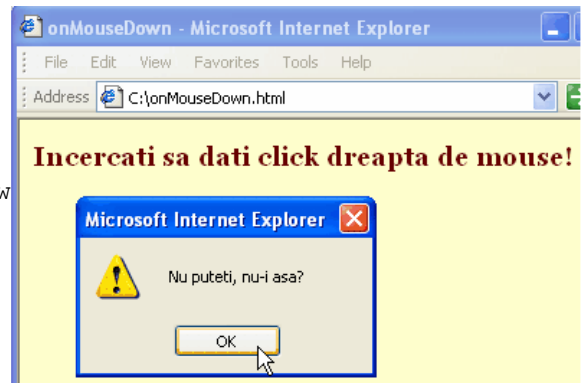 onMouseDown - Microsoft Internet Explorer
File Edit View Favorites Tools Help
Address C:\onMouseDown.html
Incercati sa dati click dreapta de mouse!
w
Microsoft Internet Explorer
Nu puteti, nu-i asa?
OK